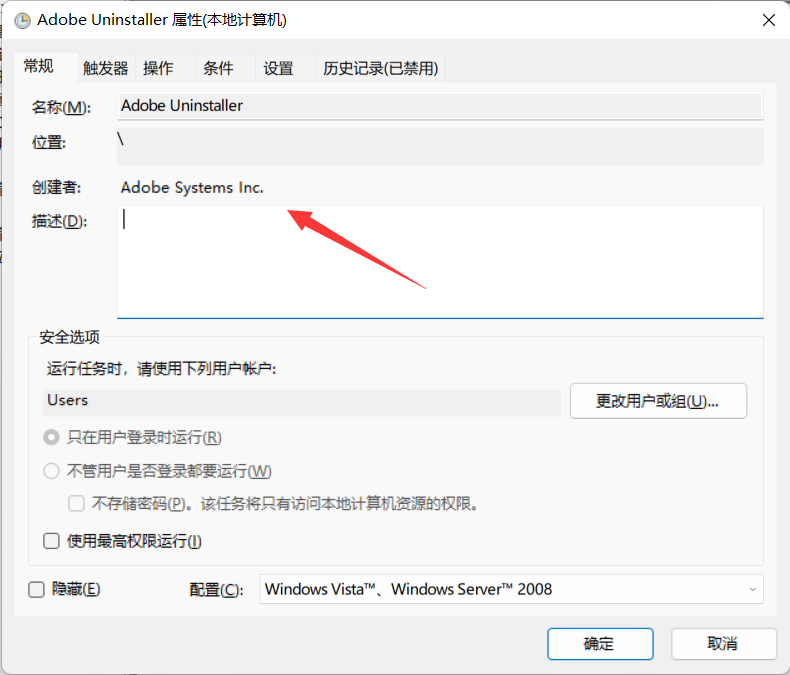 Adobe Uninstaller 属性(本地计算机)
常规 触发器 操作 条件 设置 历史记录(已禁用)
名称(M): Adobe Uninstaller
位置: \
创建者: Adobe Systems Inc.
描述(D):
安全选项
运行任务时，请使用下列用户帐户:
Users 更改用户或组(U)...
只在用户登录时运行(R)
不管用户是否登录都要运行(W)
不存储密码(P)。该任务将只有访问本地计算机资源的权限。
使用最高权限运行(I)
隐藏(E) 配置(C): Windows Vista™、Windows Server™ 2008
确定 取消